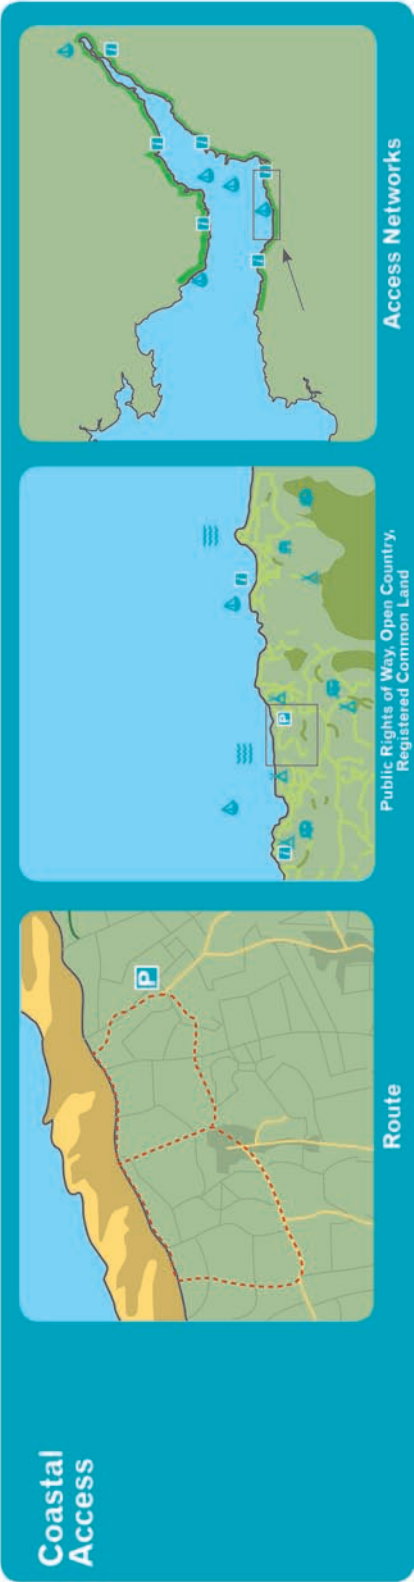 Coastal
Access
P
Route
i
P
i
Public Rights of Way, Open Country,
Registered Common Land
i
i
i
i
i
i
Access Networks